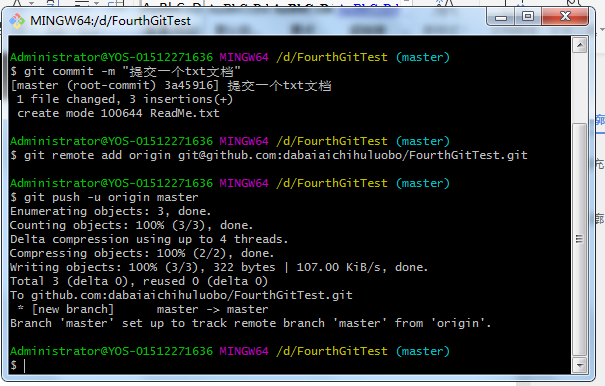 MINGW64:/d/FourthGitTest
Administrator@YOS-01512271636 MINGW64 /d/FourthGitTest (master)
$ git commit -m "提交一个txt文档"
[master (root-commit) 3a45916] 提交一个txt文档
1 file changed, 3 insertions(+)
create mode 100644 ReadMe.txt
Administrator@YOS-01512271636 MINGW64 /d/FourthGitTest (master)
$ git remote add origin git@github.com:dabaiaichihuluobo/FourthGitTest.git
Administrator@YOS-01512271636 MINGW64 /d/FourthGitTest (master)
$ git push -u origin master
Enumerating objects: 3, done.
Counting objects: 100% (3/3), done.
Delta compression using up to 4 threads.
Compressing objects: 100% (2/2), done.
Writing objects: 100% (3/3), 322 bytes | 107.00 KiB/s, done.
Total 3 (delta 0), reused 0 (delta 0)
To github.com:dabaiaichihuluobo/FourthGitTest.git
* [new branch]      master -> master
Branch 'master' set up to track remote branch 'master' from 'origin'.
Administrator@YOS-01512271636 MINGW64 /d/FourthGitTest (master)
$